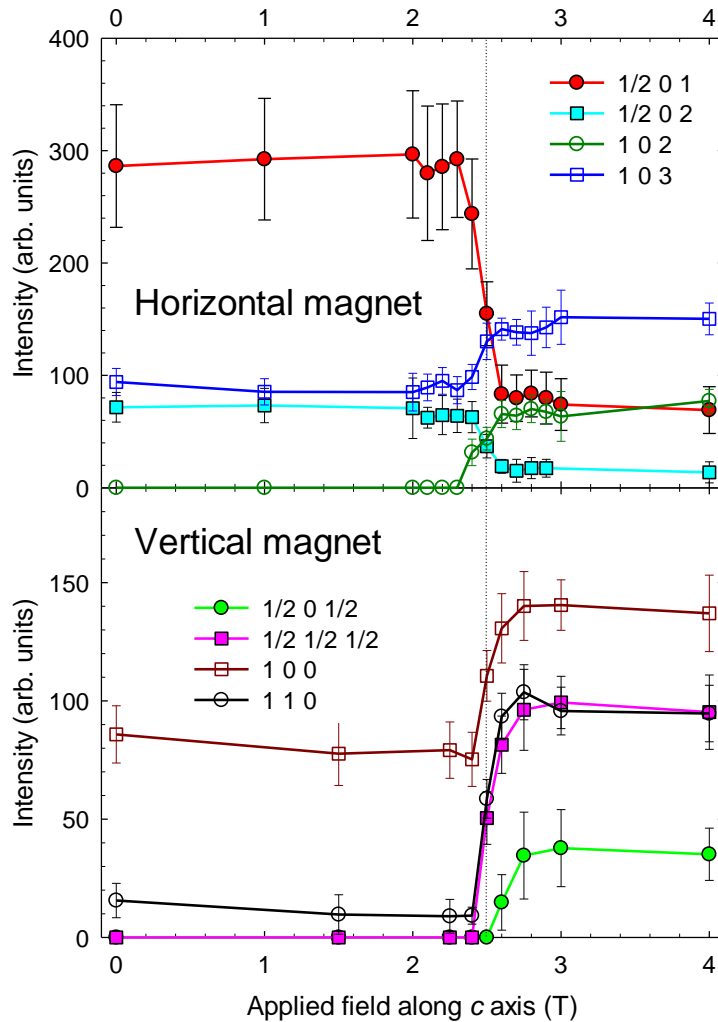 0 1 2 3 4
400
300
200
100
0
Intensity (arb. units)
1/2 0 1
1/2 0 2
1 0 2
1 0 3
Horizontal magnet
Vertical magnet
150
100
50
0
Intensity (arb. units)
1/2 0 1/2
1/2 1/2 1/2
1 0 0
1 1 0
0 1 2 3 4
Applied field along c axis (T)